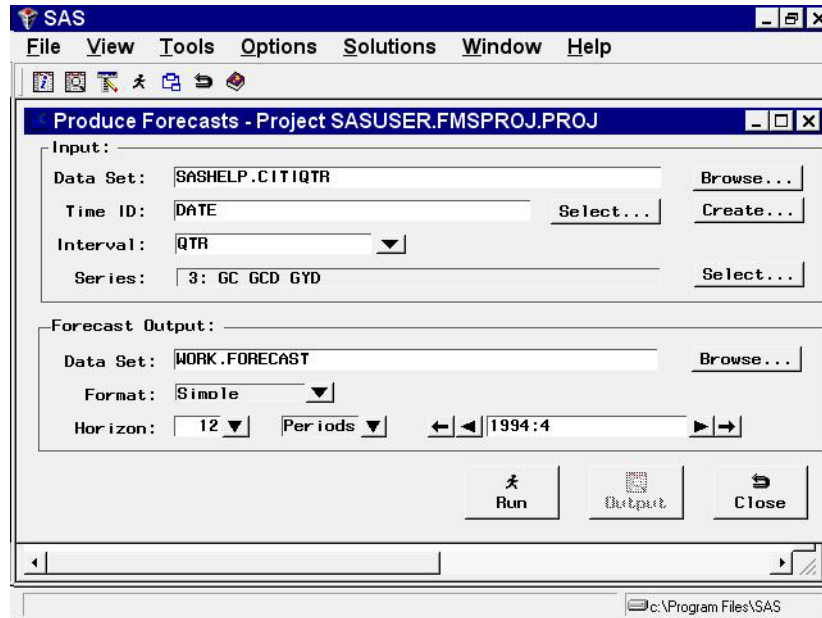 SAS
File View Tools Options Solutions Window Help
Produce Forecasts - Project SASUSER.FMSPROJ.PROJ
Input:
Data Set: SASHELP.CITIQTR Browse...
Time ID: DATE Select... Create...
Interval: QTR
Series: 3: GC GCD GYD Select...
Forecast Output:
Data Set: WORK.FORECAST Browse...
Format: Simple
Horizon: 12 Periods 1994:4
Run Output Close
c:\Program Files\SAS